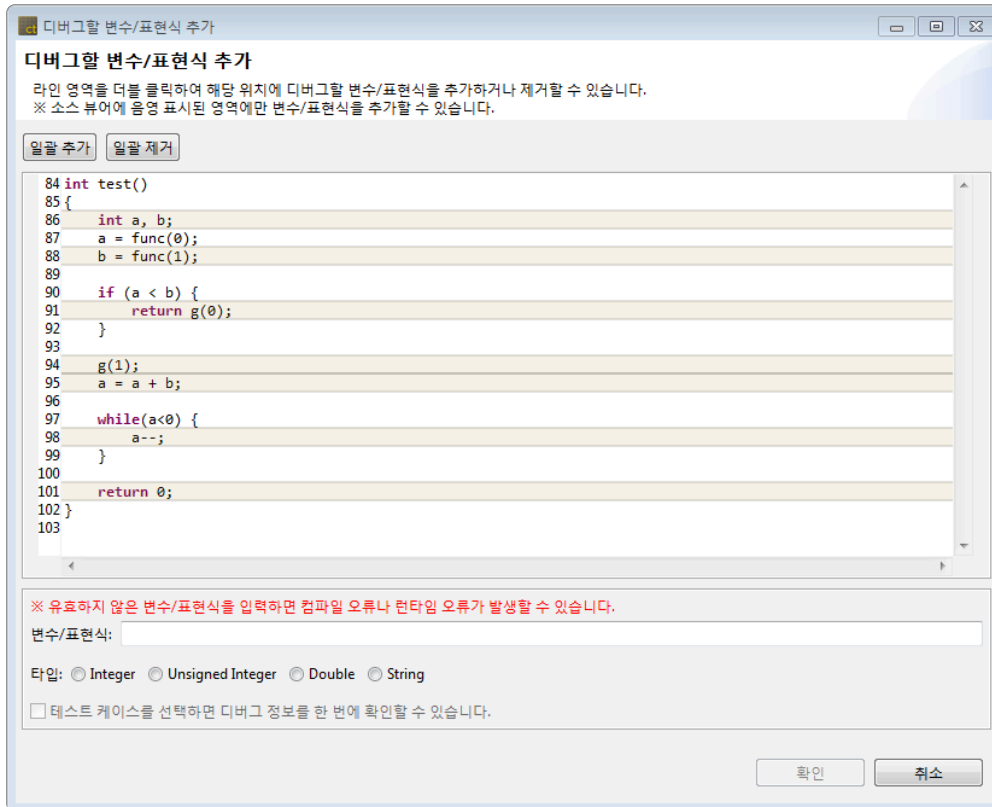 ct 디버그할 변수/표현식 추가
디버그할 변수/표현식 추가
라인 영역을 더블 클릭하여 해당 위치에 디버그할 변수/표현식을 추가하거나 제거할 수 있습니다.
※ 소스 뷰어에 음영 표시된 영역에만 변수/표현식을 추가할 수 있습니다.
일괄 추가 일괄 제거
84 int test()
85 {
86     int a, b;
87     a = func(0);
88     b = func(1);
89
90     if (a < b) {
91         return g(0);
92     }
93
94     g(1);
95     a = a + b;
96
97     while(a<0) {
98         a--;
99     }
100
101     return 0;
102 }
103
※ 유효하지 않은 변수/표현식을 입력하면 컴파일 오류나 런타임 오류가 발생할 수 있습니다.
변수/표현식:
타입: Integer Unsigned Integer Double String
테스트 케이스를 선택하면 디버그 정보를 한 번에 확인할 수 있습니다.
확인 취소